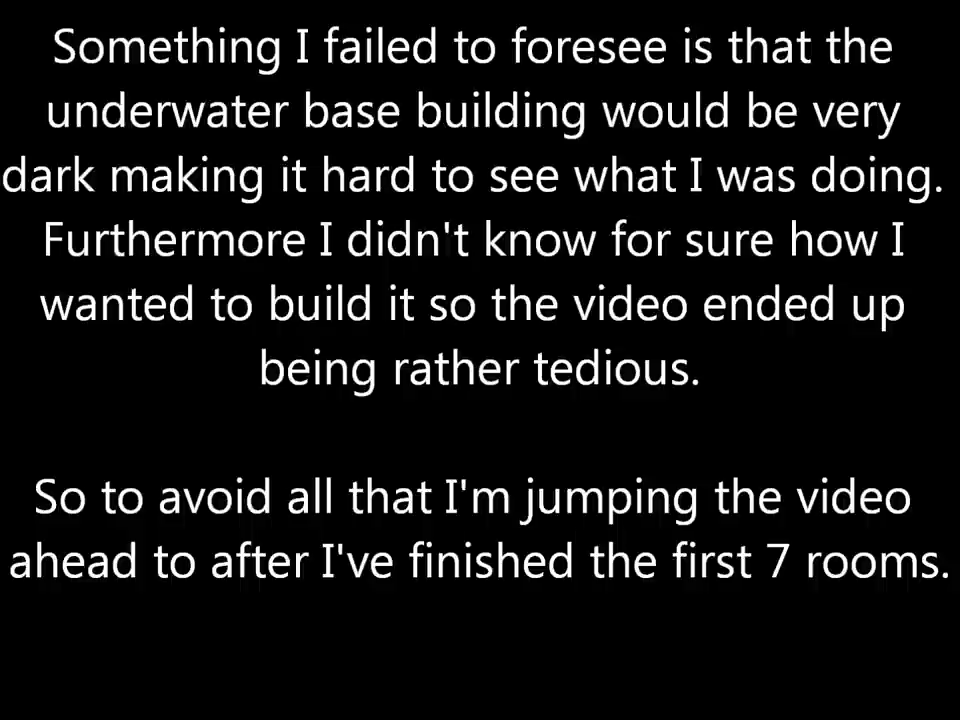 Something I failed to foresee is that the
underwater base building would be very
dark making it hard to see what I was doing.
Furthermore I didn't know for sure how I
wanted to build it so the video ended up
being rather tedious.
So to avoid all that I'm jumping the video
ahead to after I've finished the first 7 rooms.